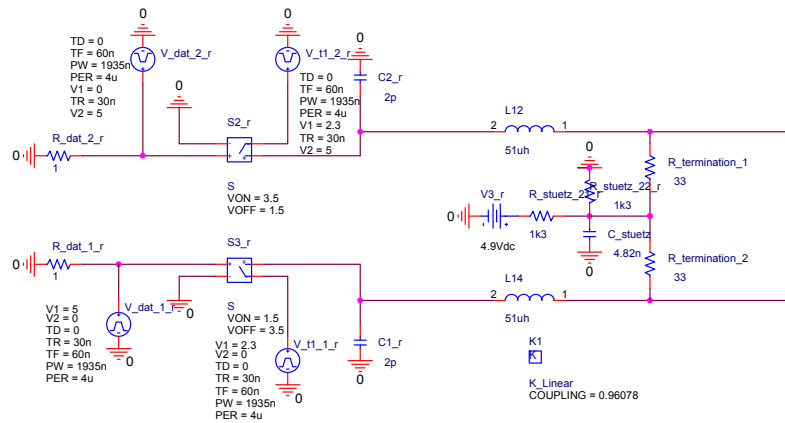 0
0
0
TD = 0
TF = 60n
PW = 1935n
PER = 4u
V1 = 0
TR = 30n
V2 = 5
V_dat_2_r
V_t1_2_r
TD = 0
TF = 60n
PW = 1935n
PER = 4u
V1 = 2.3
TR = 30n
V2 = 5
C2_r
2p
0
S2_r
R_dat_2_r
0
1
S
VON = 3.5
VOFF = 1.5
L12
2
1
51uh
0
R_termination_1
33
R_stuetz_21_r
R_stuetz_22_r
1k3
V3_r
0
1k3
4.9Vdc
C_stuetz
4.82n
0
R_termination_2
33
R_dat_1_r
0
1
S3_r
0
S
VON = 1.5
VOFF = 3.5
V1 = 5
V2 = 0
TD = 0
TR = 30n
TF = 60n
PW = 1935n
PER = 4u
V_dat_1_r
0
V1 = 2.3
V2 = 0
TD = 0
TR = 30n
TF = 60n
PW = 1935n
PER = 4u
V_t1_1_r
0
C1_r
2p
0
L14
2
1
51uh
K1
K
K_Linear
COUPLING = 0.96078